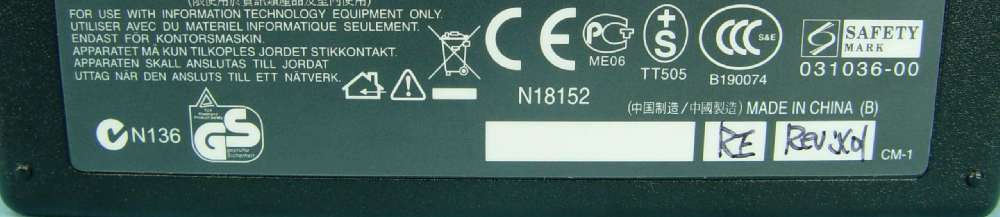 FOR USE WITH INFORMATION TECHNOLOGY EQUIPMENT ONLY.
UTILISER AVEC DU MATERIEL INFORMATIQUE SEULEMENT.
ENDAST FÖR KONTORSMASKIN.
APPARATET MÅ KUN TILKOPLES JORDET STIKKONTAKT.
APPARATEN SKALL ANSLUTAS TILL JORDAT
UTTAG NÄR DEN ANSLUTS TILL ETT NÄTVERK.
CE
ME06
TT505
CCC S&E
B190074
SAFETY
MARK
031036-00
N18152
(中国制造/中國製造) MADE IN CHINA (B)
N136
GS
geprüfte
Sicherheit
RE
CM-1